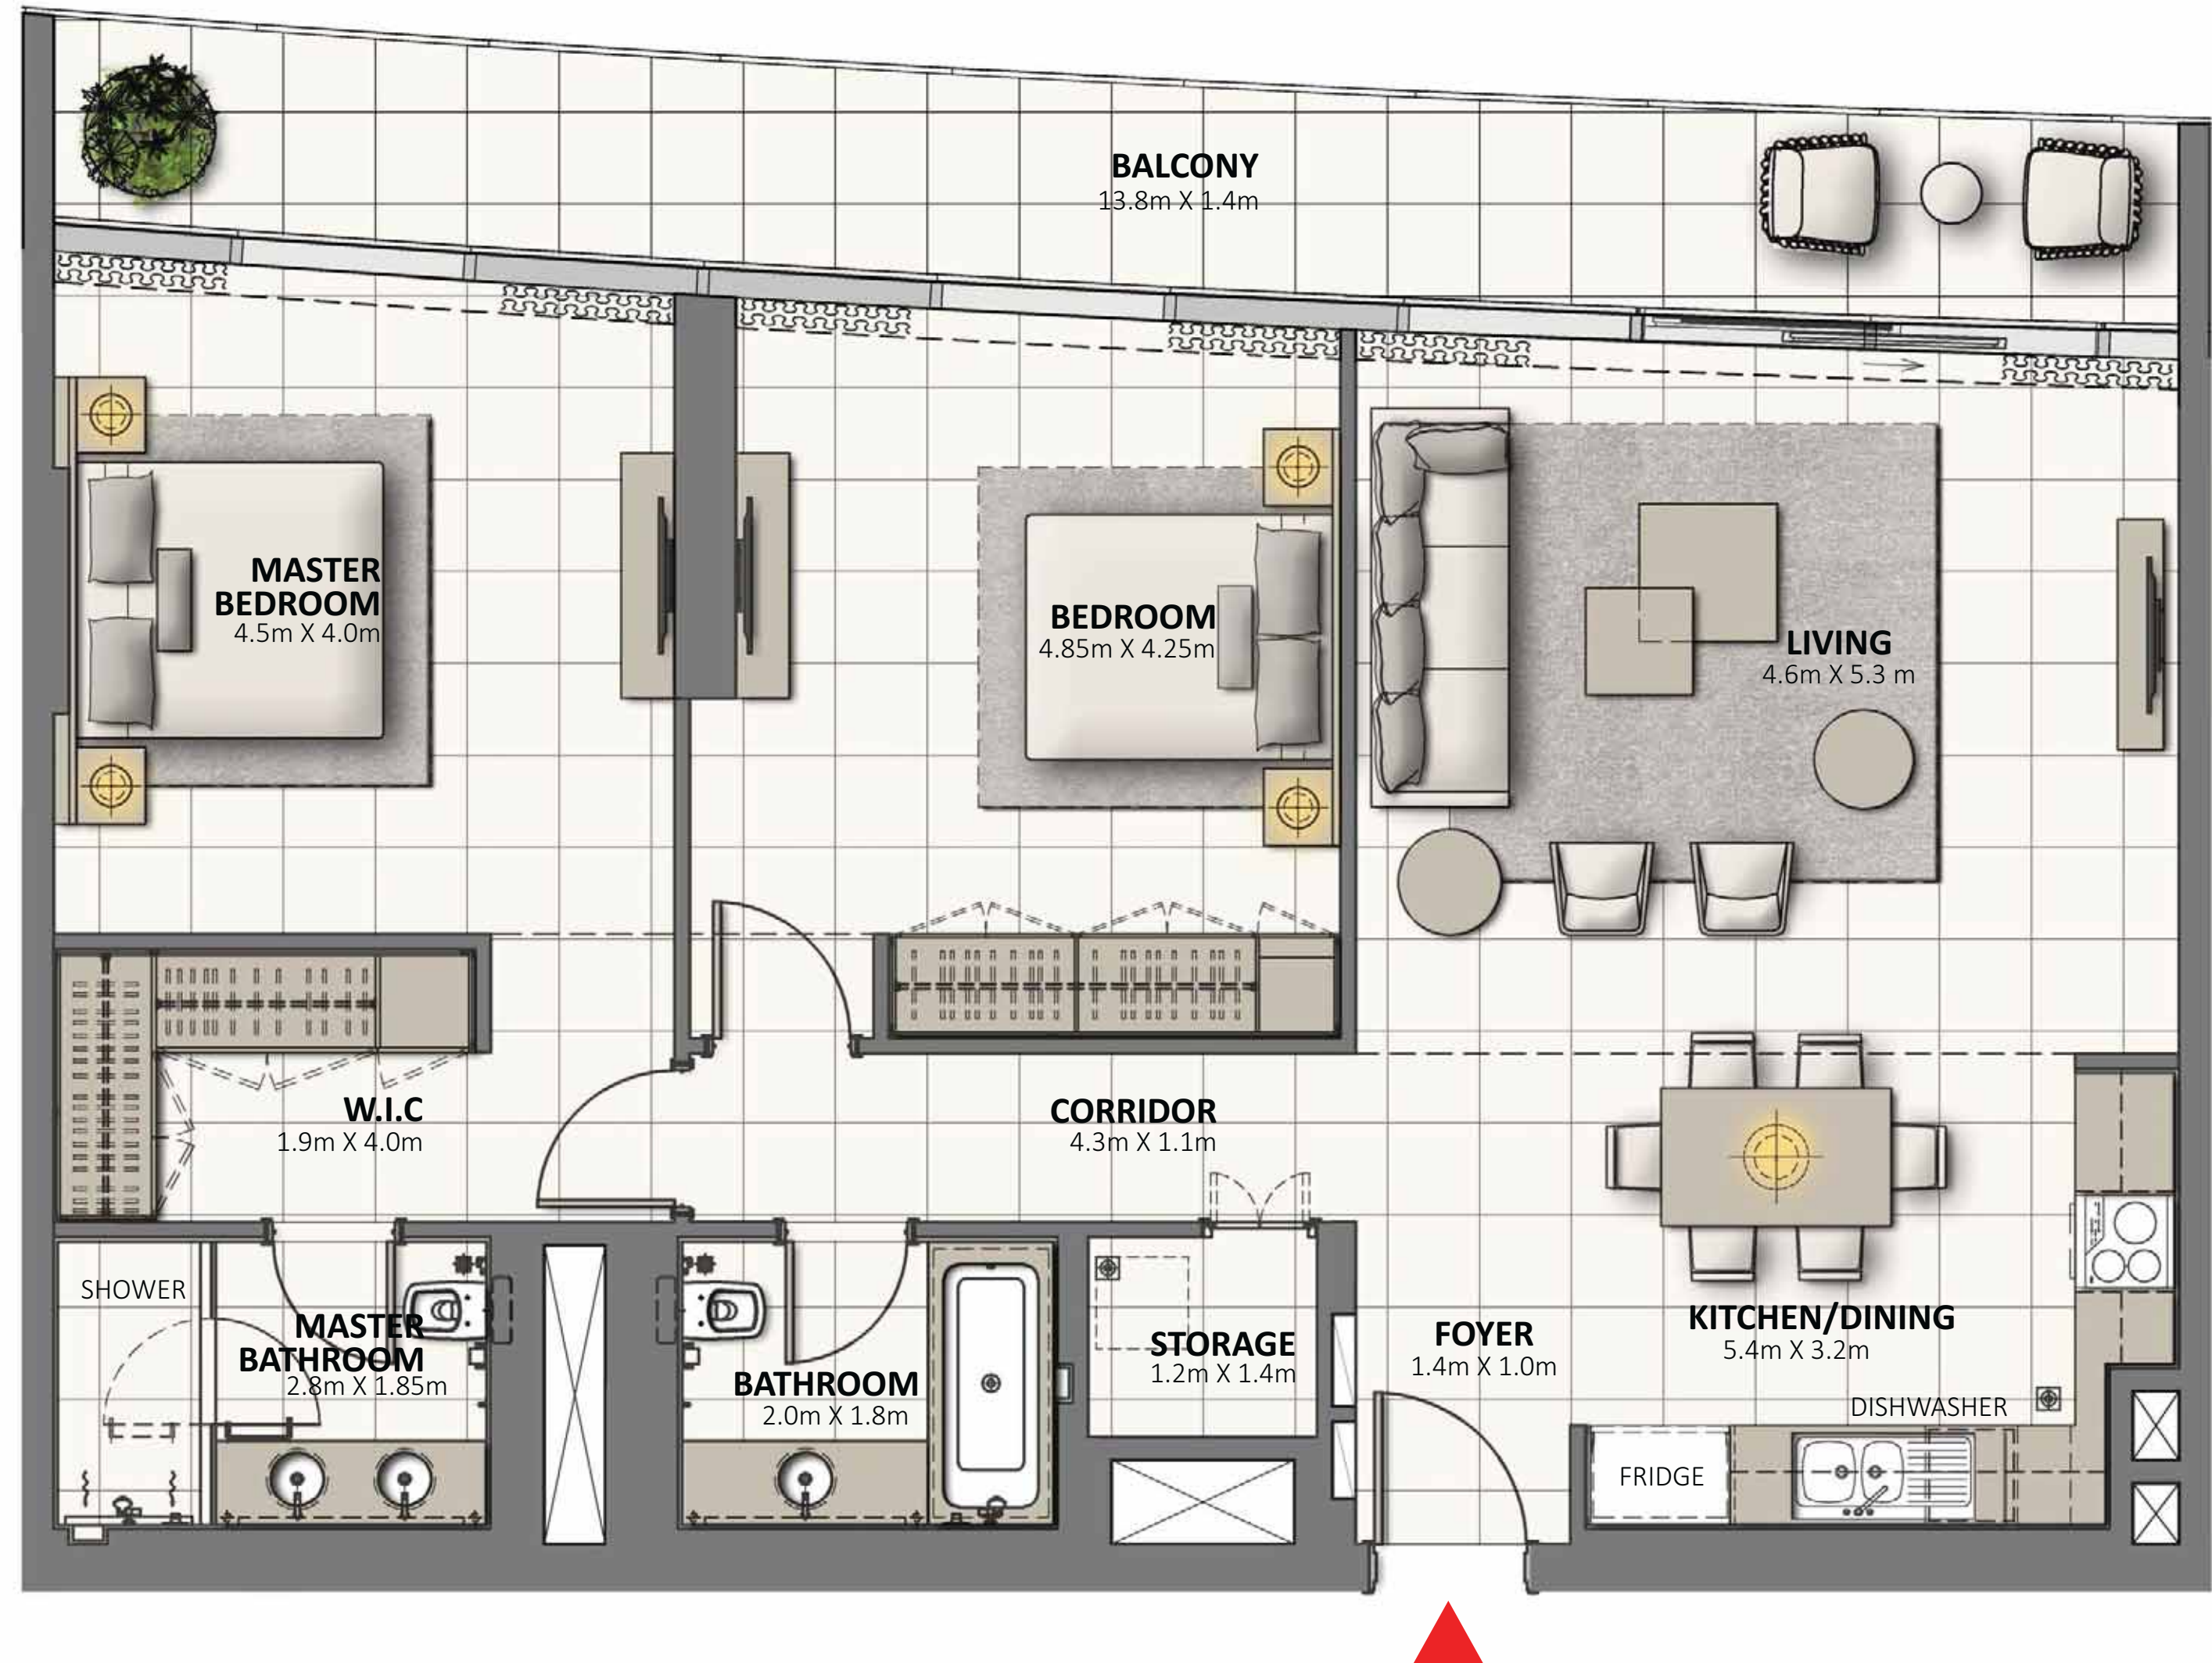 BALCONY
13.8m X 1.4m
MASTER
BEDROOM
4.5m X 4.0m
BEDROOM
4.85m X 4.25m
LIVING
4.6m X 5.3 m
W.I.C
1.9m X 4.0m
CORRIDOR
4.3m X 1.1m
SHOWER
MASTER
BATHROOM
2.8m X 1.85m
BATHROOM
2.0m X 1.8m
STORAGE
1.2m X 1.4m
FOYER
1.4m X 1.0m
KITCHEN/DINING
5.4m X 3.2m
DISHWASHER
FRIDGE